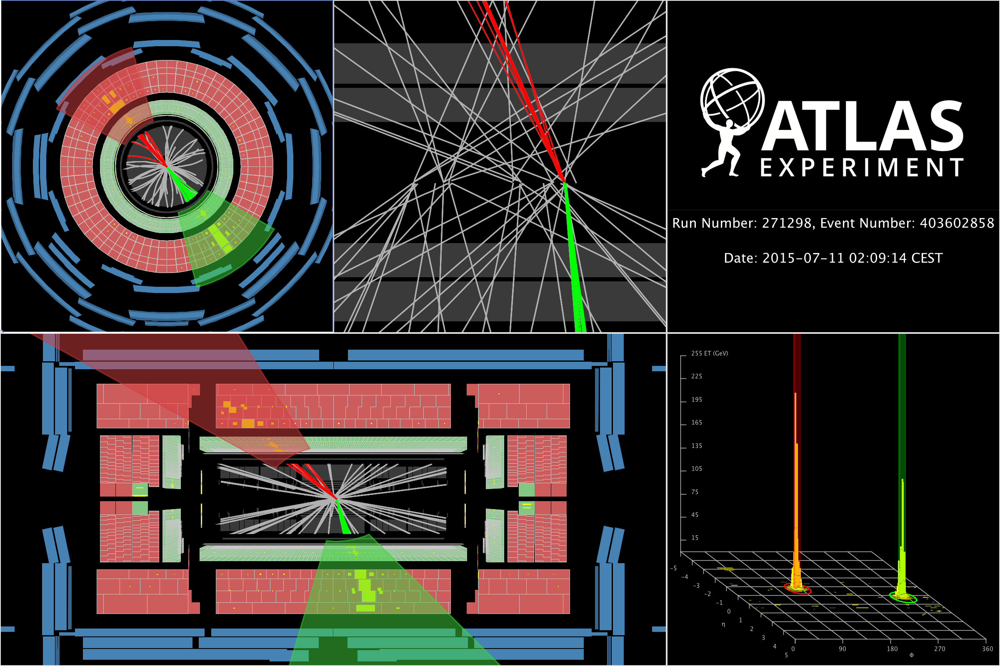 ATLAS
EXPERIMENT
Run Number: 271298, Event Number: 403602858
Date: 2015-07-11 02:09:14 CEST
255 ET (GeV)
225
195
165
135
105
75
45
15
-5
-4
-3
-2
-1
0
η
1
2
3
4
5
0 90 180 270 360
Φ